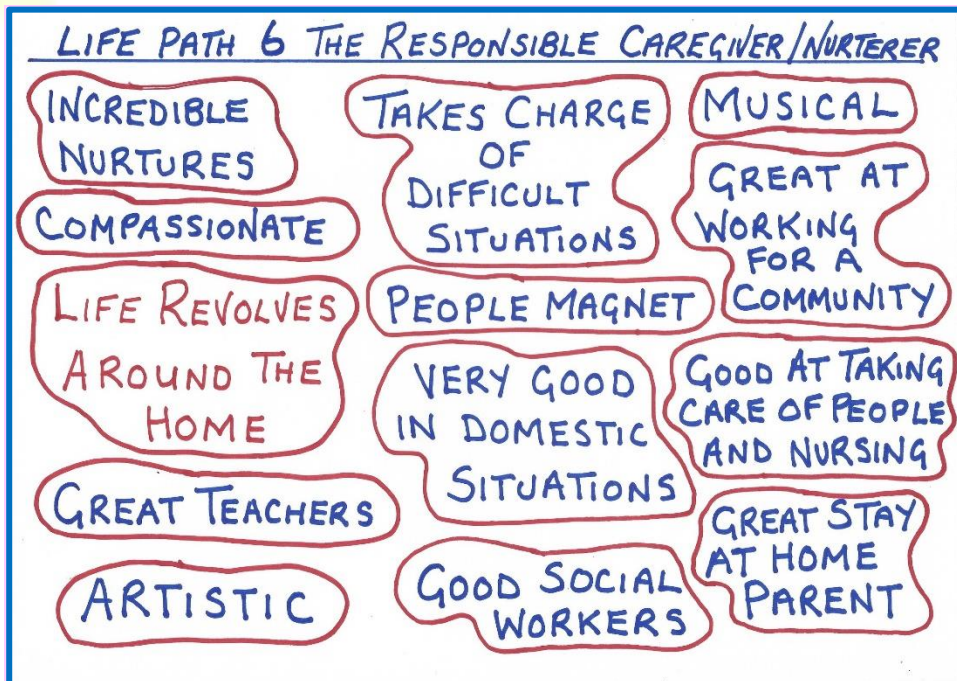 LIFE PATH 6 THE RESPONSIBLE CAREGIVER/NURTERER
INCREDIBLE
NURTURES
COMPASSIONATE
LIFE REVOLVES
AROUND THE
HOME
GREAT TEACHERS
ARTISTIC
TAKES CHARGE
OF
DIFFICULT
SITUATIONS
PEOPLE MAGNET
VERY GOOD
IN DOMESTIC
SITUATIONS
GOOD SOCIAL
WORKERS
MUSICAL
GREAT AT
WORKING
FOR A
COMMUNITY
GOOD AT TAKING
CARE OF PEOPLE
AND NURSING
GREAT STAY
AT HOME
PARENT